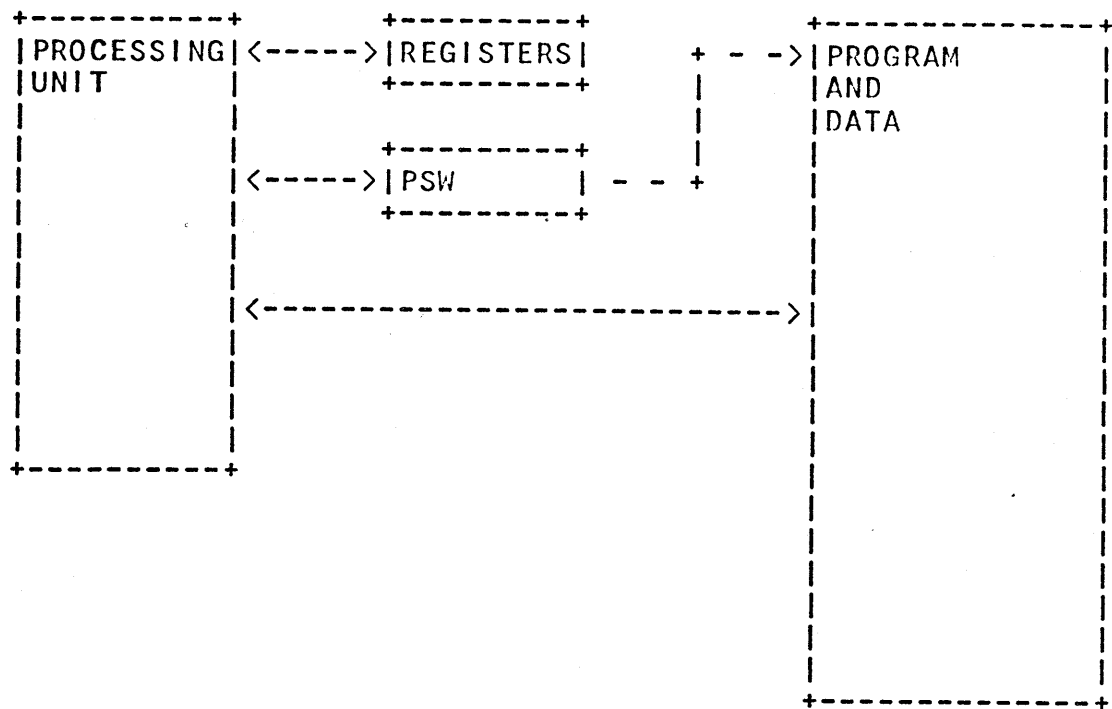 PROCESSING
UNIT
REGISTERS
PSW
PROGRAM
AND
DATA